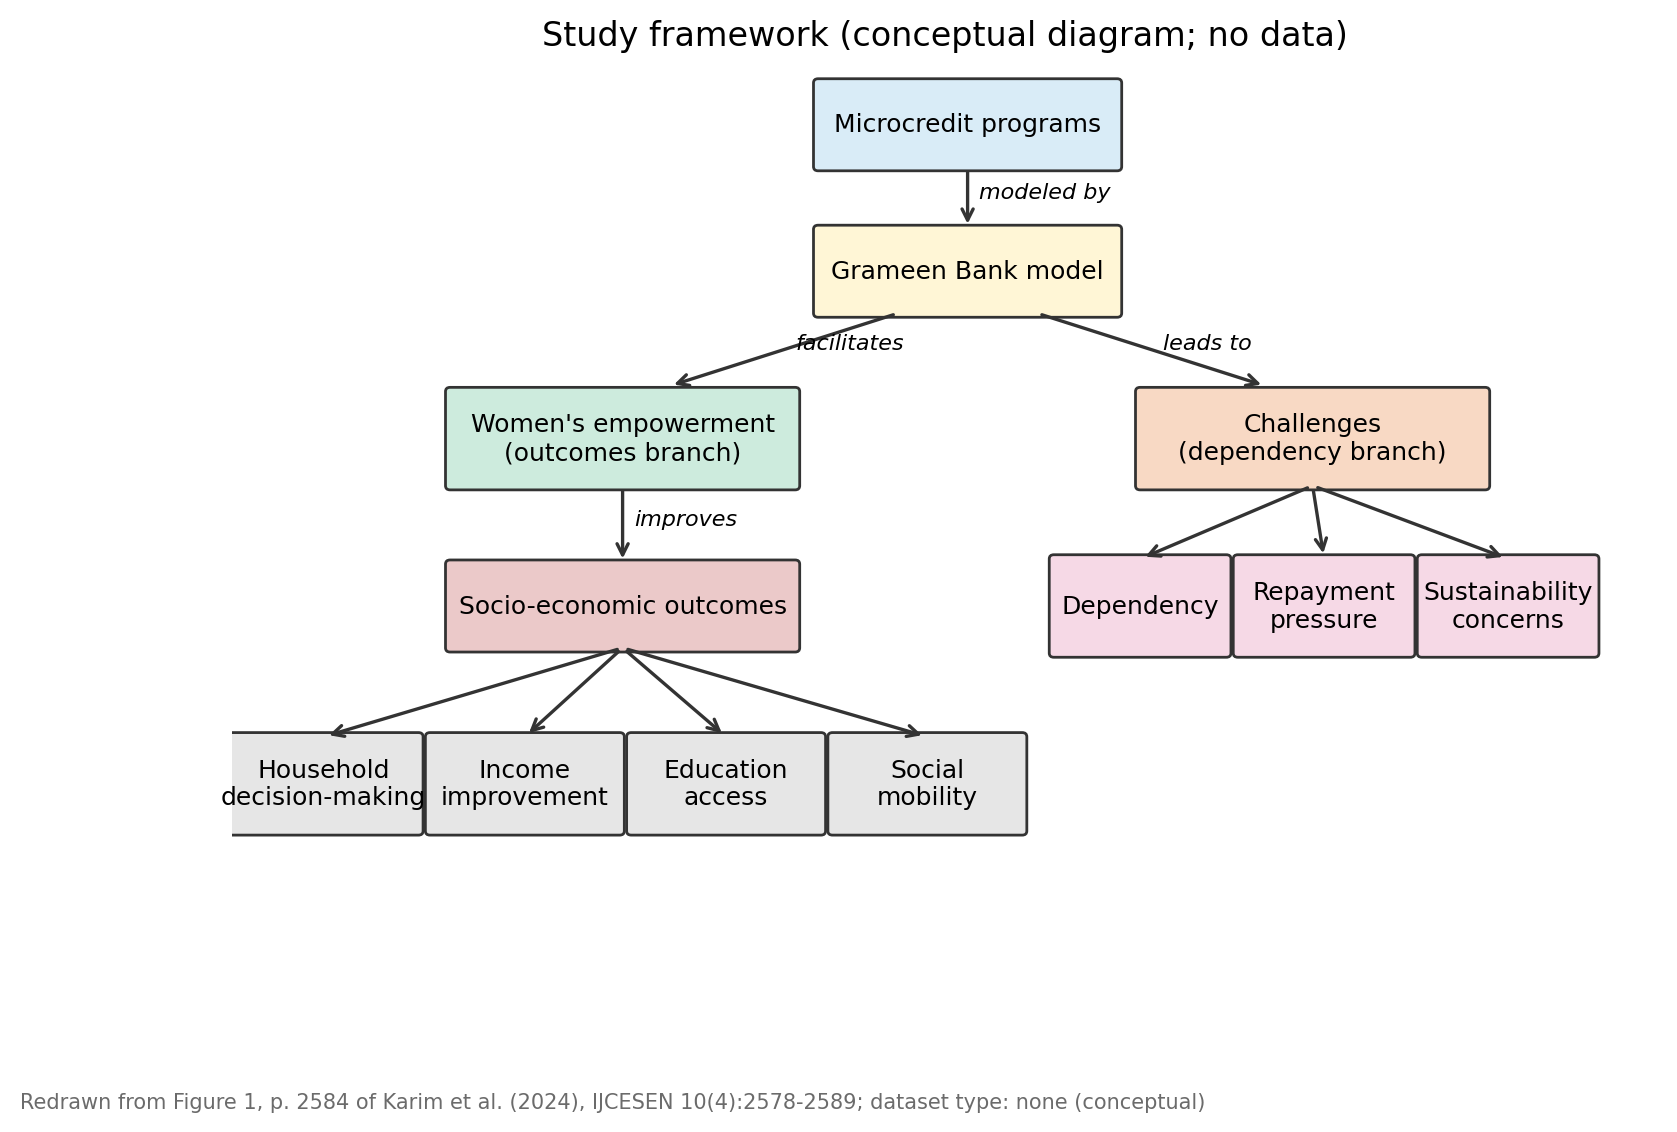 Study framework (conceptual diagram; no data)
Microcredit programs
modeled by
Grameen Bank model
facilitates
leads to
Women's empowerment
(outcomes branch)
Challenges
(dependency branch)
improves
Socio-economic outcomes
Dependency
Repayment
pressure
Sustainability
concerns
Household
decision-making
Income
improvement
Education
access
Social
mobility
Redrawn from Figure 1, p. 2584 of Karim et al. (2024), IJCESEN 10(4):2578-2589; dataset type: none (conceptual)